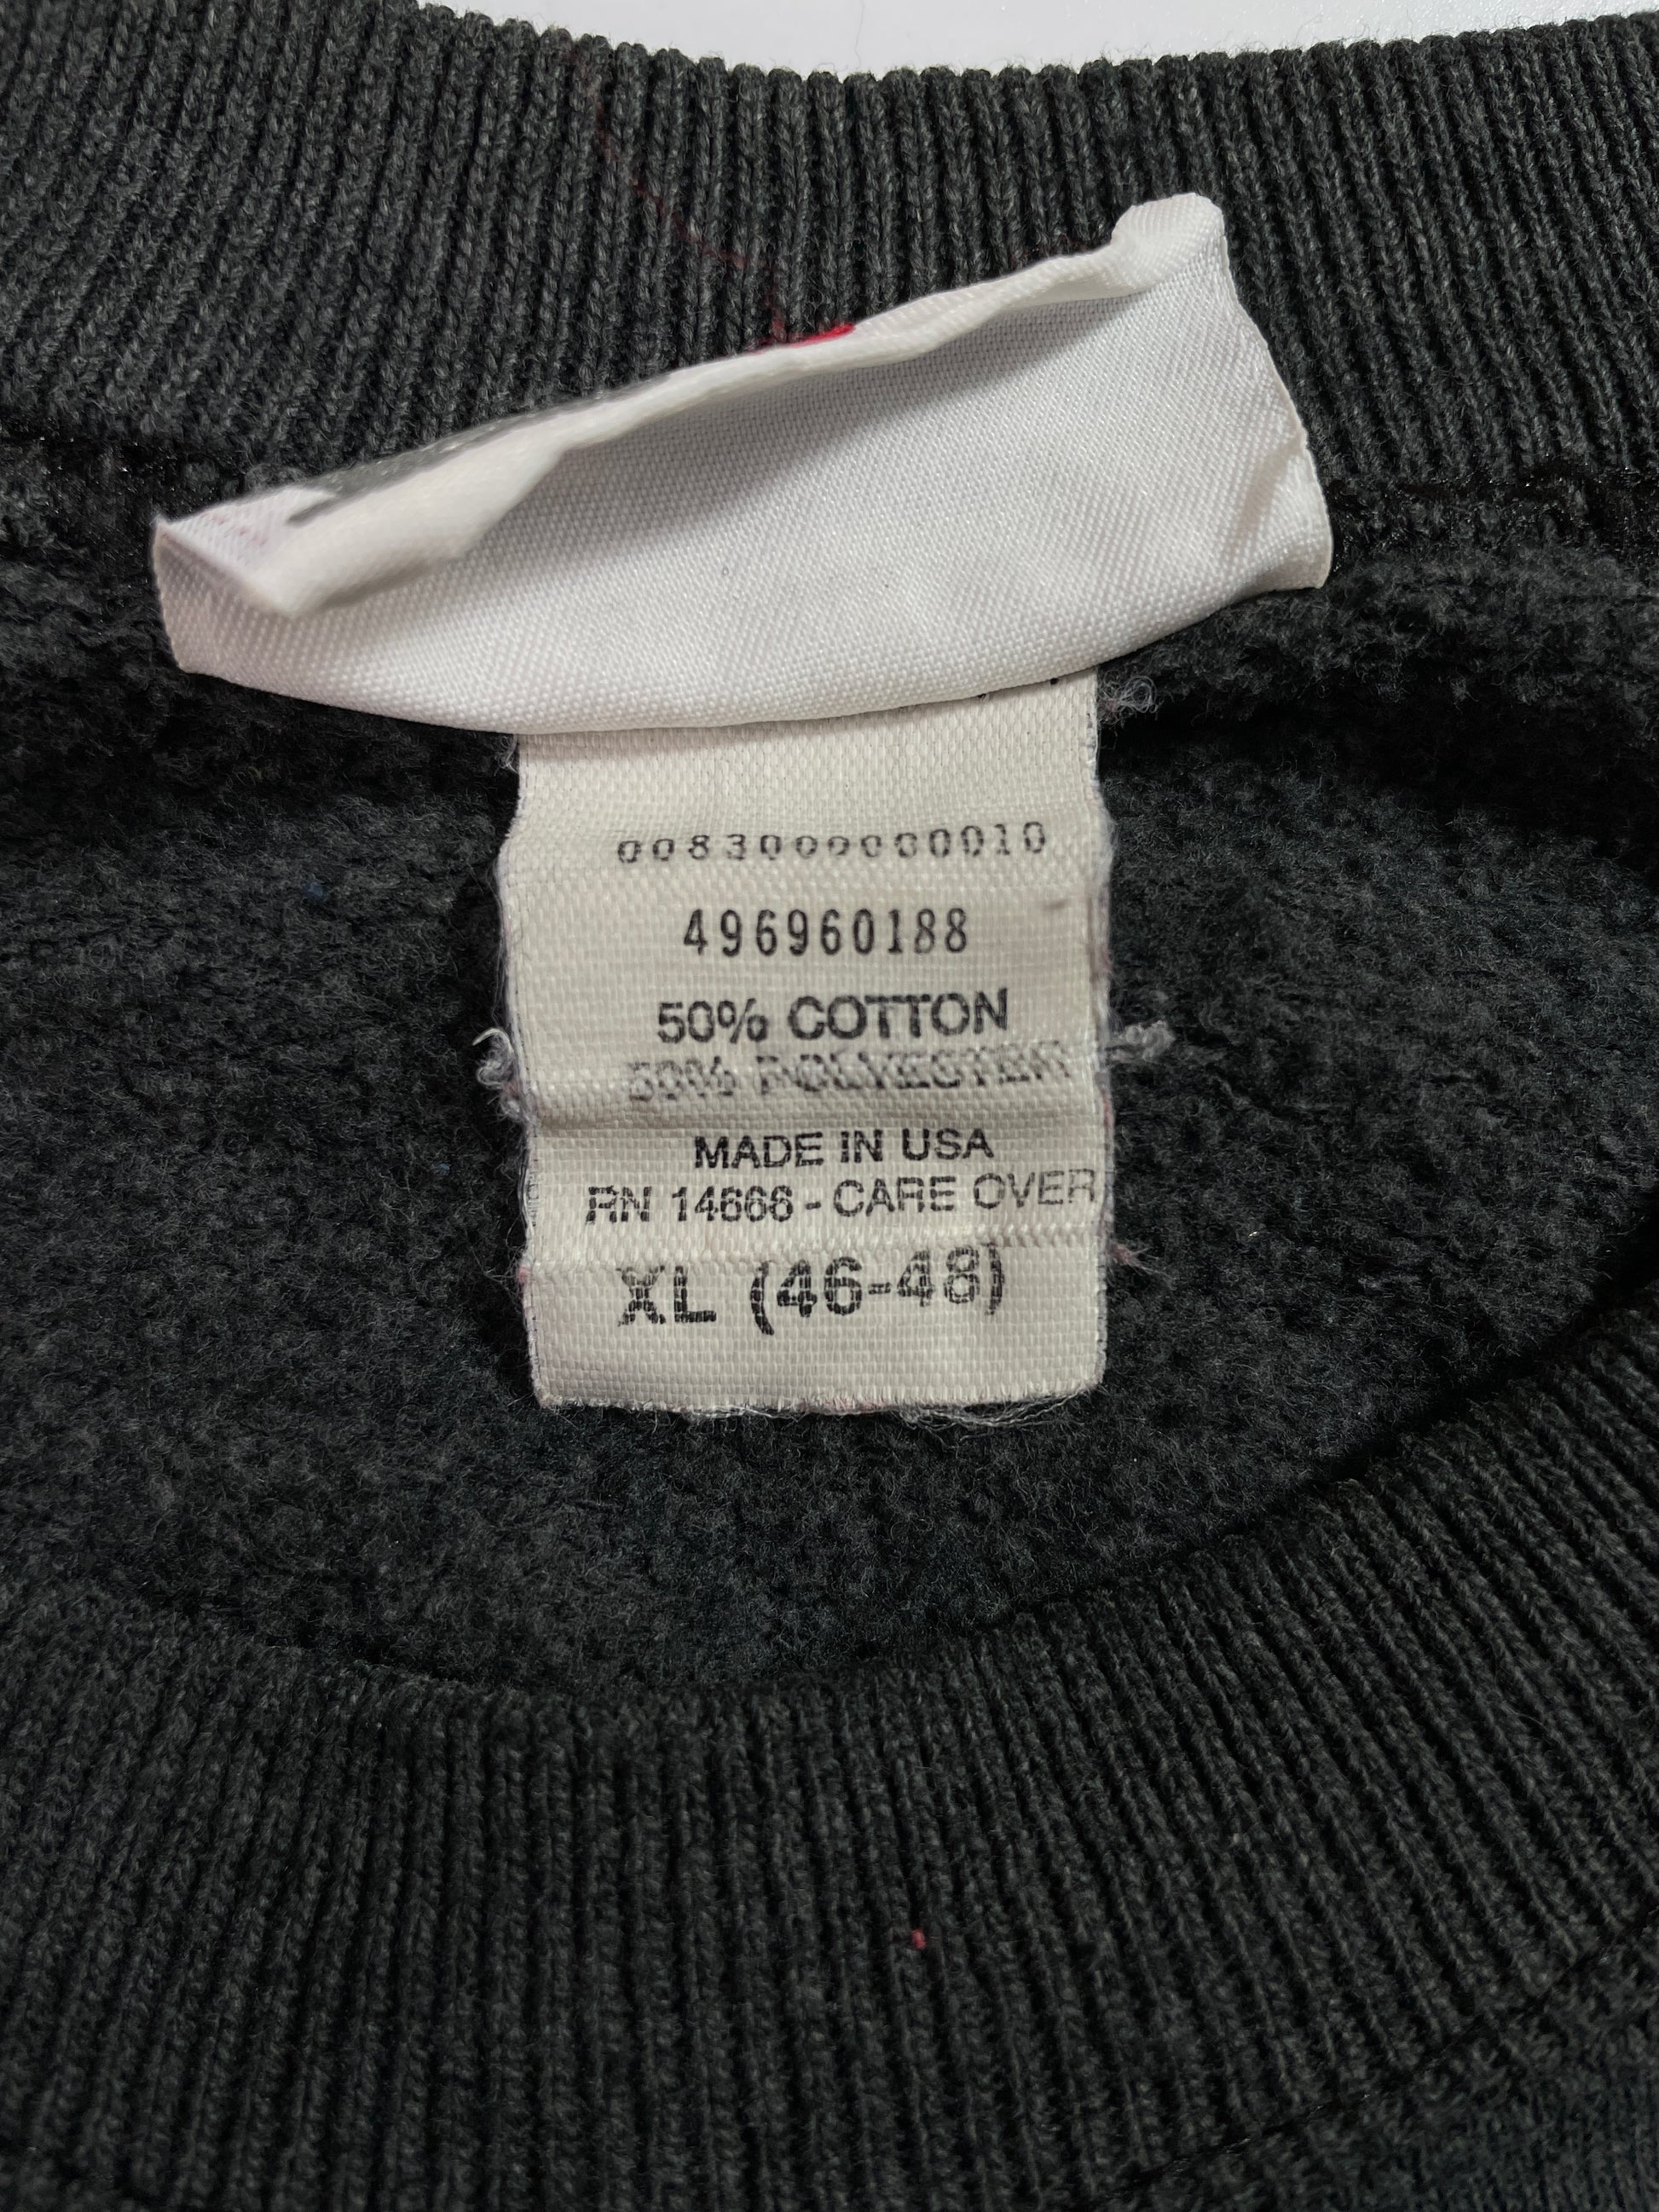 0083000000010
496960188
50% COTTON
50% POLYESTER
MADE IN USA
RN 14666 - CARE OVER
XL (46-48)